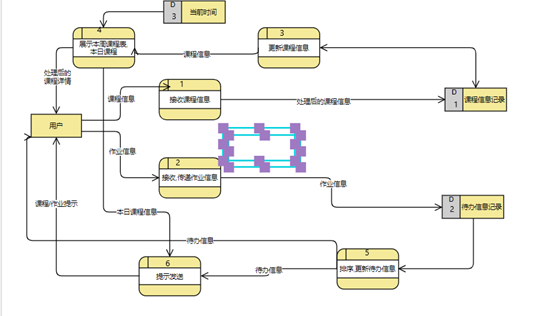 D
3
当前时间
4
展示本周课程表,
本日课程
3
更新课程信息
课程信息
处理后的
课程详情
课程信息
1
接收课程信息
处理后的课程信息
D
1
课程信息记录
用户
作业信息
2
接收,传递作业信息
作业信息
D
2
待办信息记录
课程/作业提示
本日课程信息
待办信息
5
排序,更新待办信息
6
提示发送
待办信息